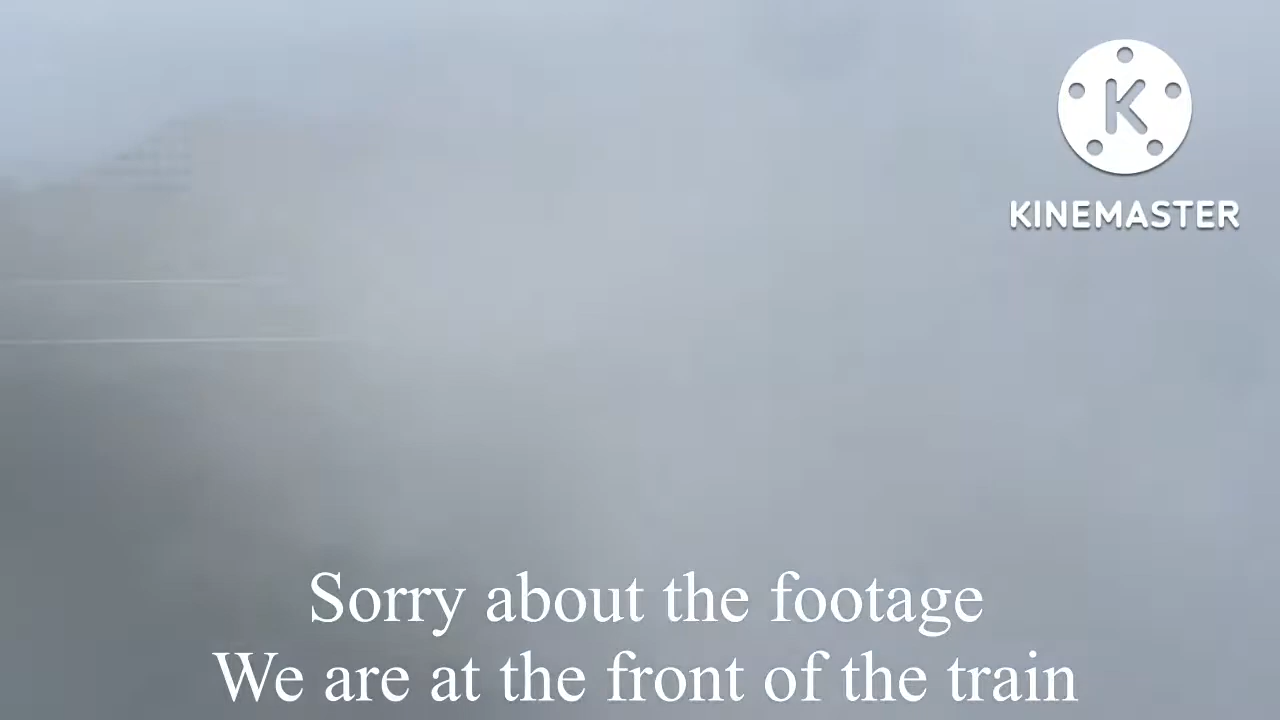 K
KINEMASTER
Sorry about the footage
We are at the front of the train